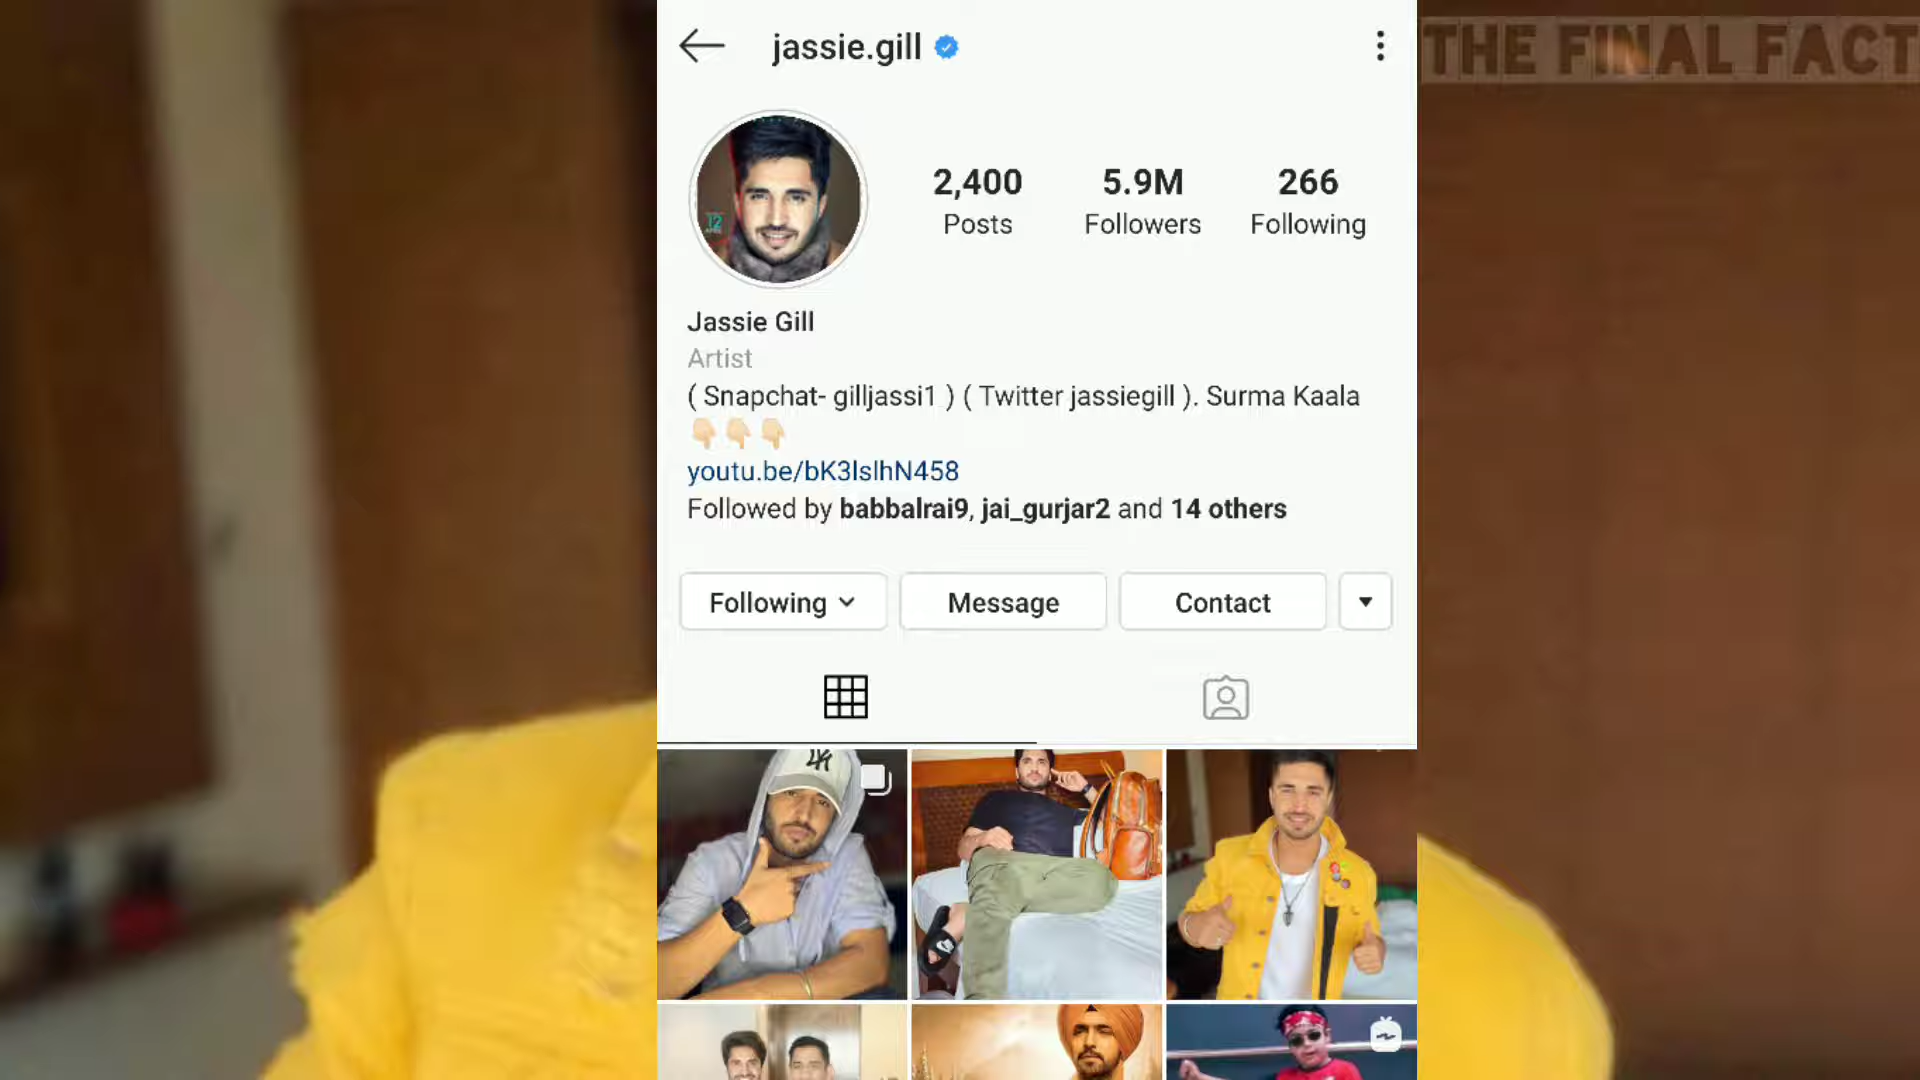 jassie.gill
THE FINAL FACT
2,400 5.9M 266
Posts Followers Following
12
Jassie Gill
Artist
( Snapchat- gilljassi1 ) ( Twitter jassiegill ). Surma Kaala
👇🏻👇🏻👇🏻
youtu.be/bK3lslhN458
Followed by babbalrai9, jai_gurjar2 and 14 others
Following Message Contact